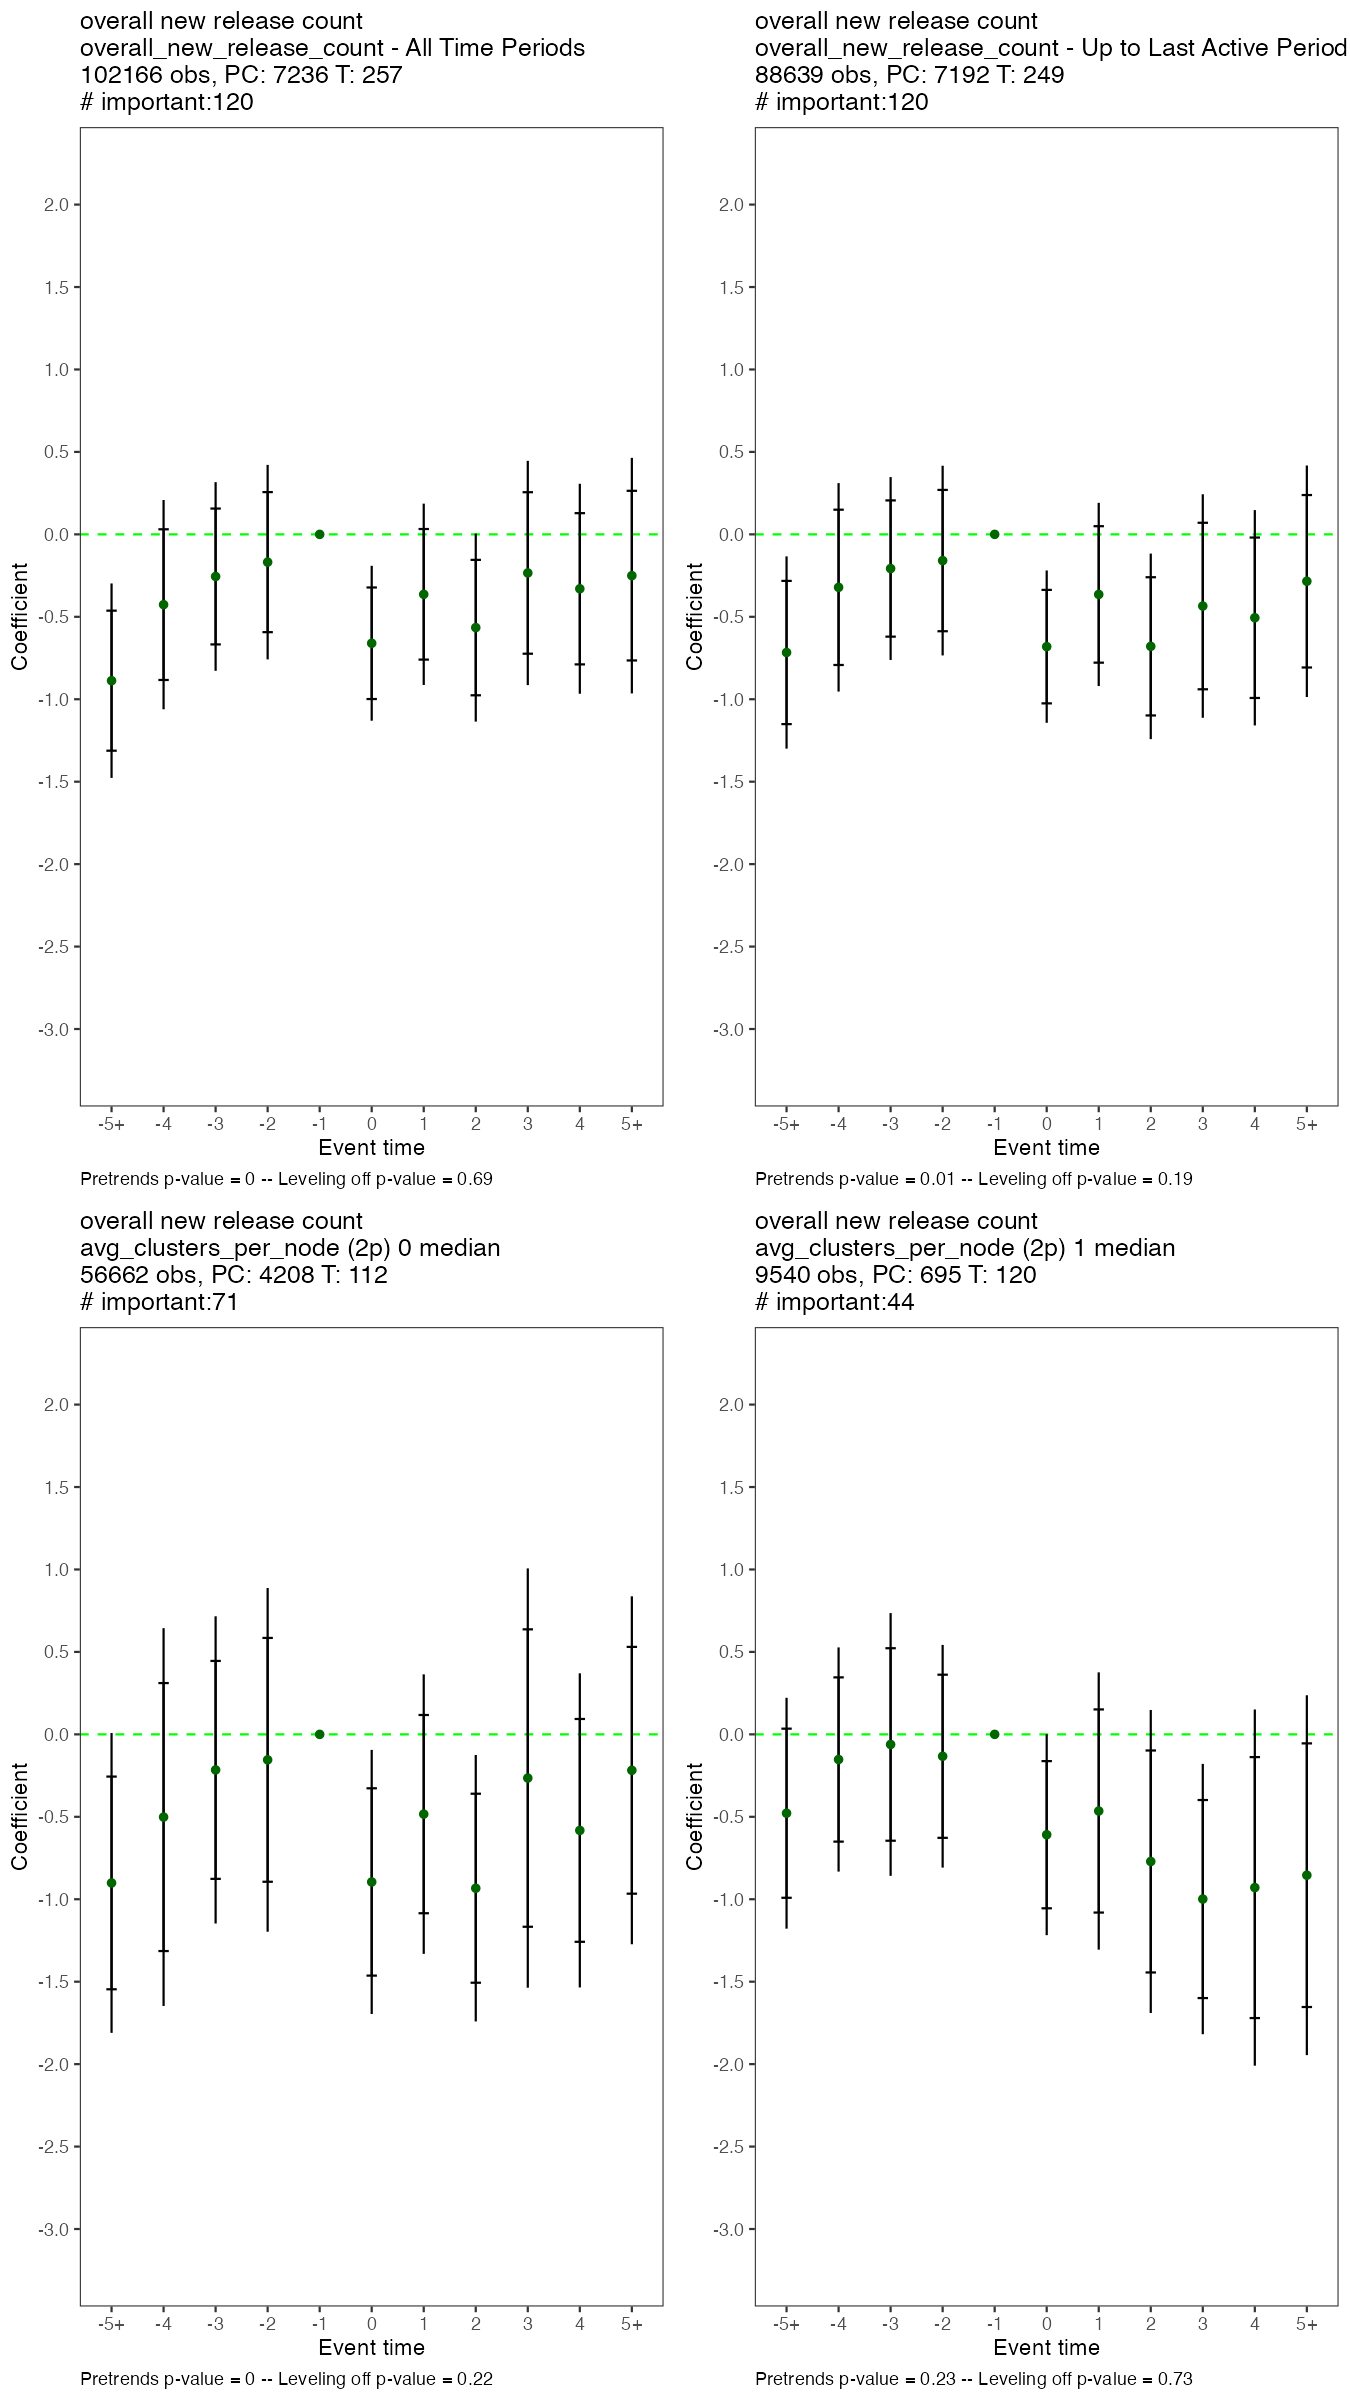 overall new release count
overall_new_release_count - All Time Periods
102166 obs, PC: 7236 T: 257
# important:120
2.0
1.5
1.0
0.5
0.0
-0.5
-1.0
-1.5
-2.0
-2.5
-3.0
Coefficient
-5+ -4 -3 -2 -1 0 1 2 3 4 5+
Event time
Pretrends p-value = 0 -- Leveling off p-value = 0.69
overall new release count
overall_new_release_count - Up to Last Active Period
88639 obs, PC: 7192 T: 249
# important:120
2.0
1.5
1.0
0.5
0.0
-0.5
-1.0
-1.5
-2.0
-2.5
-3.0
Coefficient
-5+ -4 -3 -2 -1 0 1 2 3 4 5+
Event time
Pretrends p-value = 0.01 -- Leveling off p-value = 0.19
overall new release count
avg_clusters_per_node (2p) 0 median
56662 obs, PC: 4208 T: 112
# important:71
2.0
1.5
1.0
0.5
0.0
-0.5
-1.0
-1.5
-2.0
-2.5
-3.0
Coefficient
-5+ -4 -3 -2 -1 0 1 2 3 4 5+
Event time
Pretrends p-value = 0 -- Leveling off p-value = 0.22
overall new release count
avg_clusters_per_node (2p) 1 median
9540 obs, PC: 695 T: 120
# important:44
2.0
1.5
1.0
0.5
0.0
-0.5
-1.0
-1.5
-2.0
-2.5
-3.0
Coefficient
-5+ -4 -3 -2 -1 0 1 2 3 4 5+
Event time
Pretrends p-value = 0.23 -- Leveling off p-value = 0.73